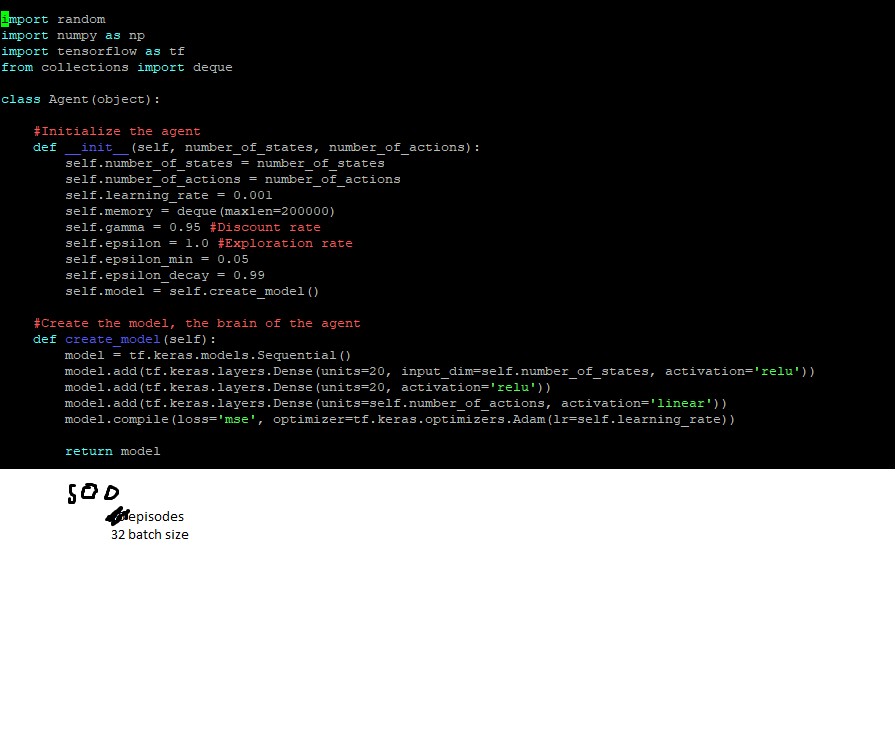 import random
import numpy as np
import tensorflow as tf
from collections import deque
class Agent(object):
#Initialize the agent
def __init__(self, number_of_states, number_of_actions):
self.number_of_states = number_of_states
self.number_of_actions = number_of_actions
self.learning_rate = 0.001
self.memory = deque(maxlen=200000)
self.gamma = 0.95 #Discount rate
self.epsilon = 1.0 #Exploration rate
self.epsilon_min = 0.05
self.epsilon_decay = 0.99
self.model = self.create_model()
#Create the model, the brain of the agent
def create_model(self):
model = tf.keras.models.Sequential()
model.add(tf.keras.layers.Dense(units=20, input_dim=self.number_of_states, activation='relu'))
model.add(tf.keras.layers.Dense(units=20, activation='relu'))
model.add(tf.keras.layers.Dense(units=self.number_of_actions, activation='linear'))
model.compile(loss='mse', optimizer=tf.keras.optimizers.Adam(lr=self.learning_rate))
return model
500
episodes
32 batch size